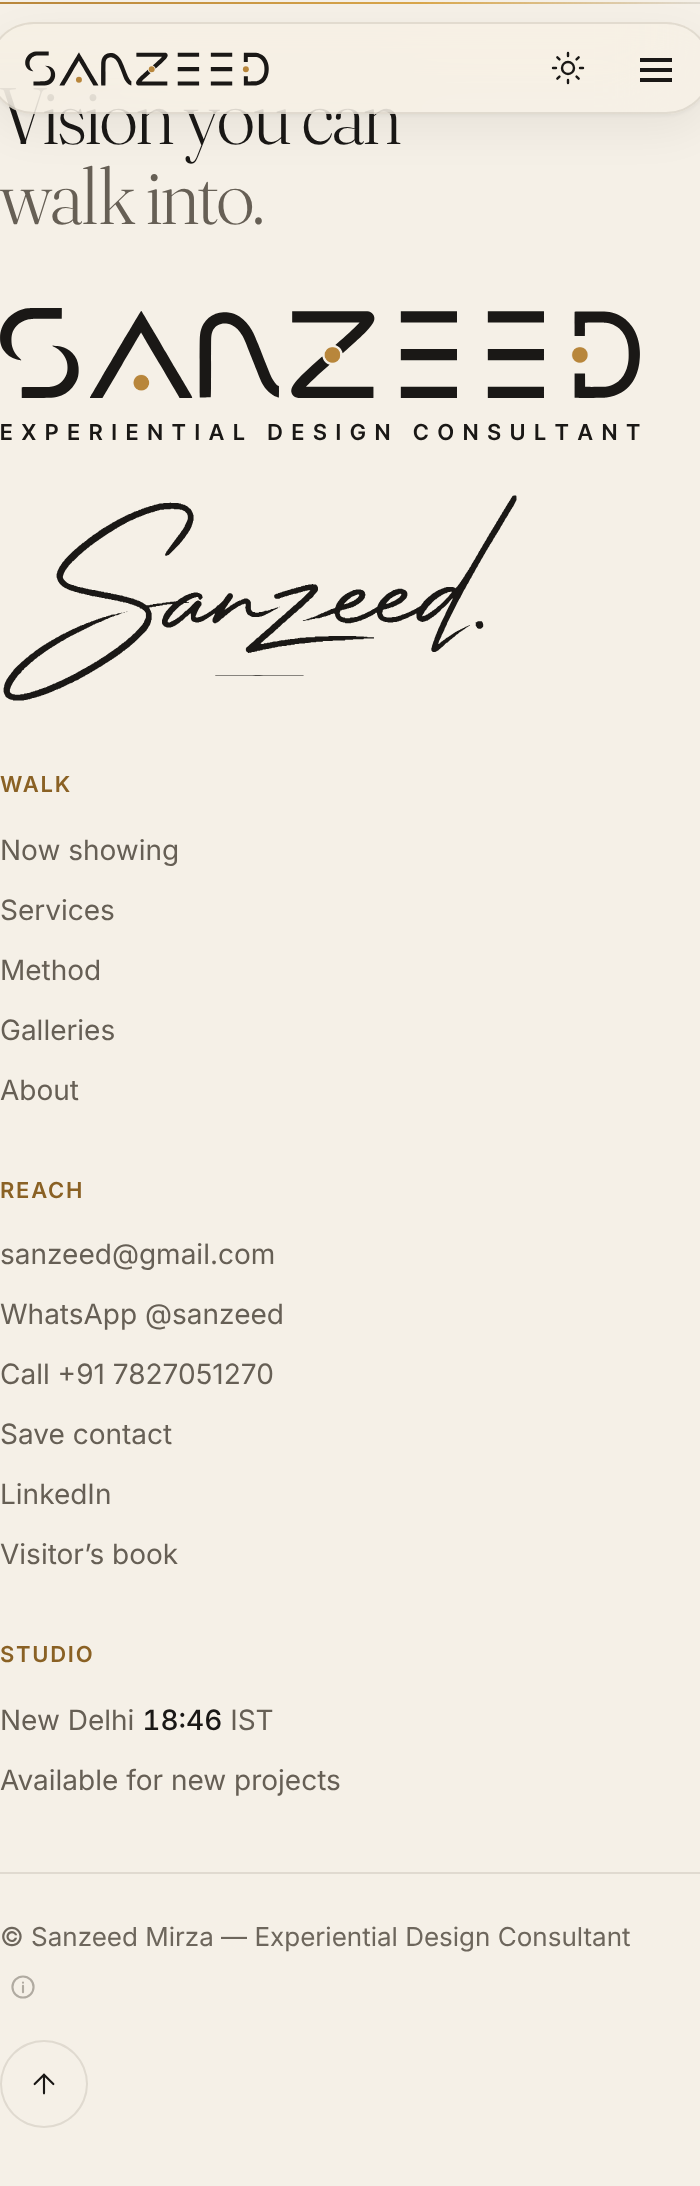 SANZEED
Vision you can
walk into.
SANZEED
EXPERIENTIAL DESIGN CONSULTANT
Sanzeed.
WALK
Now showing
Services
Method
Galleries
About
REACH
sanzeed@gmail.com
WhatsApp @sanzeed
Call +91 7827051270
Save contact
LinkedIn
Visitor’s book
STUDIO
New Delhi 18:46 IST
Available for new projects
© Sanzeed Mirza — Experiential Design Consultant